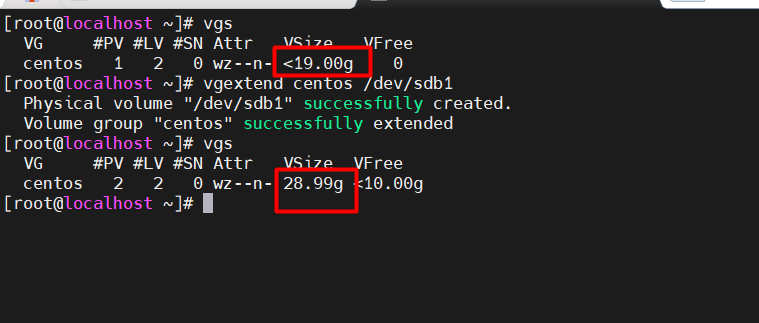 [root@localhost ~]# vgs
VG #PV #LV #SN Attr VSize VFree
centos 1 2 0 wz--n- <19.00g 0
[root@localhost ~]# vgextend centos /dev/sdb1
Physical volume "/dev/sdb1" successfully created.
Volume group "centos" successfully extended
[root@localhost ~]# vgs
VG #PV #LV #SN Attr VSize VFree
centos 2 2 0 wz--n- 28.99g <10.00g
[root@localhost ~]#